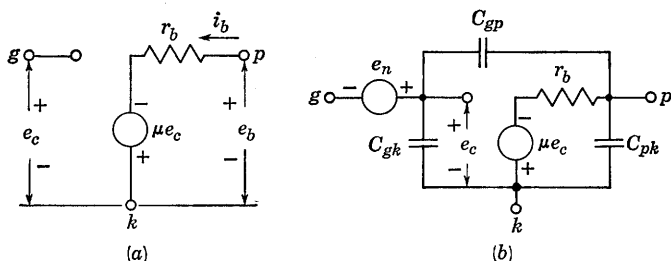 g
+
e_c
−
r_b
i_b
p
−
μe_c
+
+
e_b
−
k
(a)
C_gp
e_n
g
−
+
r_b
p
C_gk
+
e_c
−
−
μe_c
+
C_pk
k
(b)